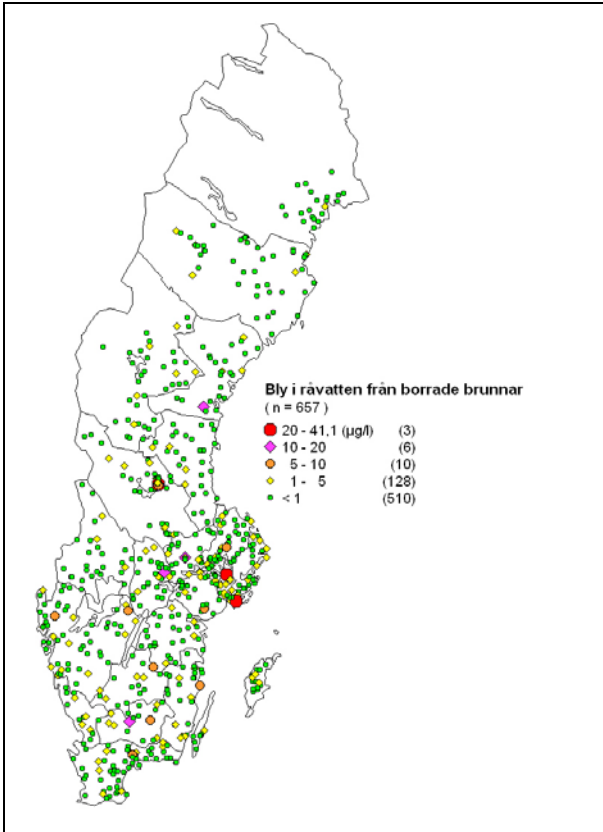 Bly i råvatten från borrade brunnar
( n = 657 )
20 - 41,1 (µg/l) (3)
10 - 20 (6)
5 - 10 (10)
1 - 5 (128)
< 1 (510)